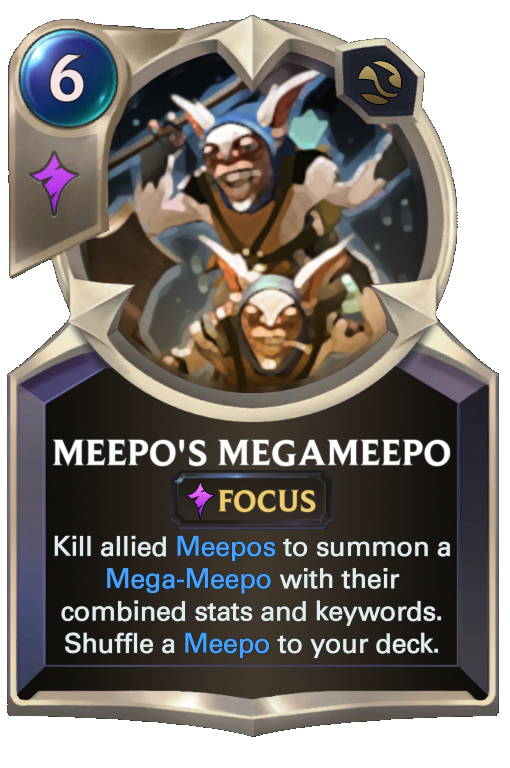 6
MEEPO'S MEGAMEEPO
FOCUS
Kill allied Meepos to summon a
Mega-Meepo with their
combined stats and keywords.
Shuffle a Meepo to your deck.